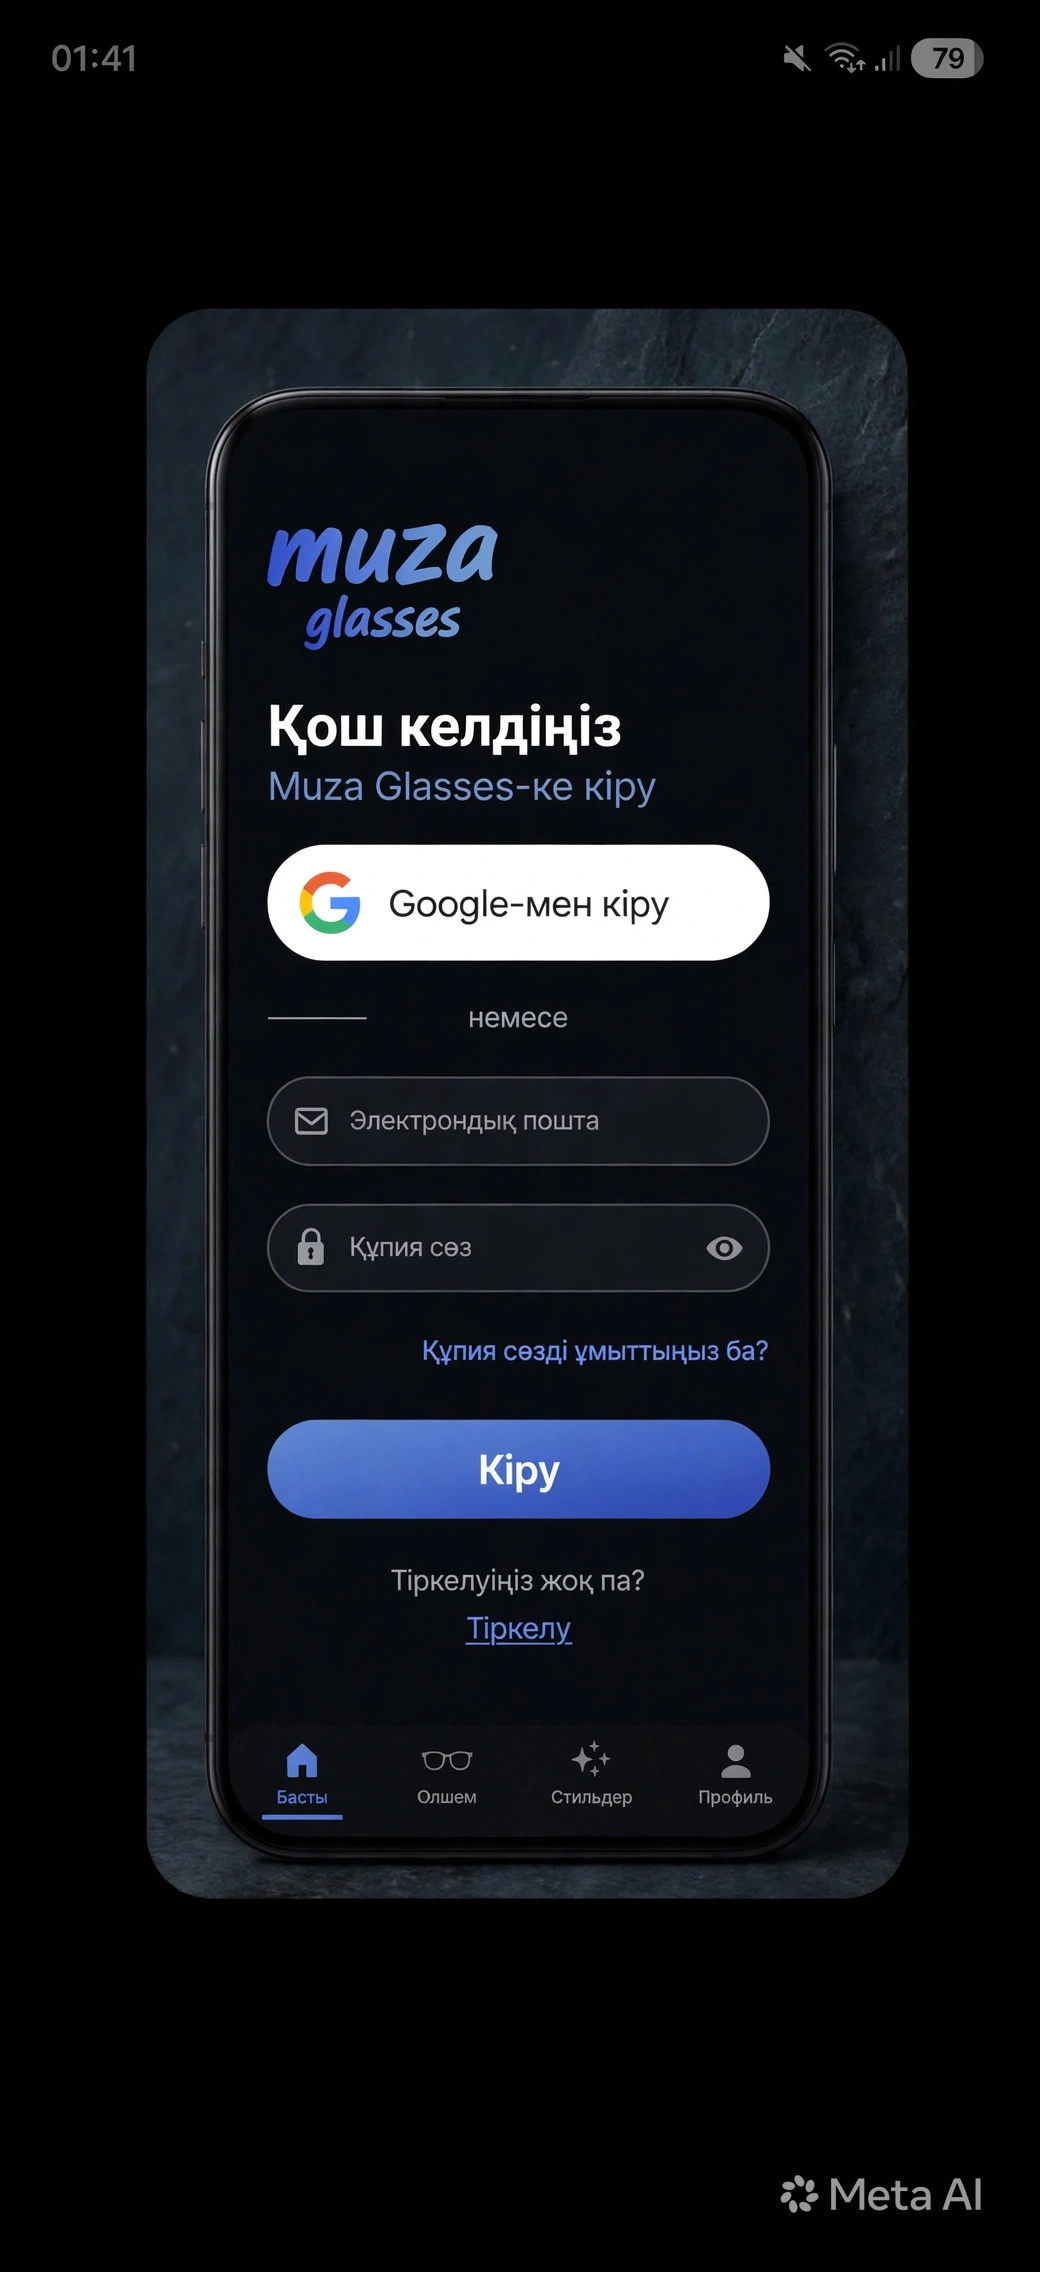 01:41
79
muza
glasses
Қош келдіңіз
Muza Glasses-ке кіру
Google-мен кіру
немесе
Электрондық пошта
Құпия сөз
Құпия сөзді ұмыттыңыз ба?
Кіру
Тіркелуіңіз жоқ па?
Тіркелу
Басты Олшем Стильдер Профиль
Meta AI